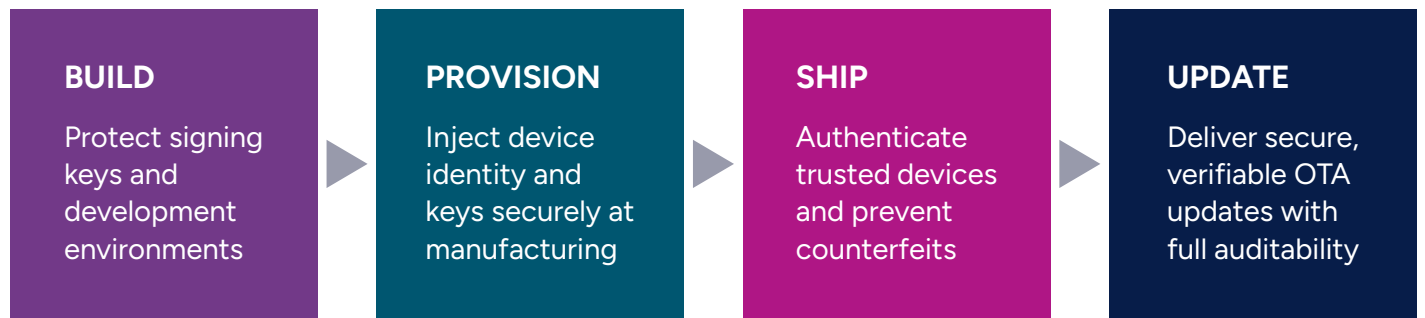 BUILD
Protect signing
keys and
development
environments
PROVISION
Inject device
identity and
keys securely at
manufacturing
SHIP
Authenticate
trusted devices
and prevent
counterfeits
UPDATE
Deliver secure,
verifiable OTA
updates with
full auditability